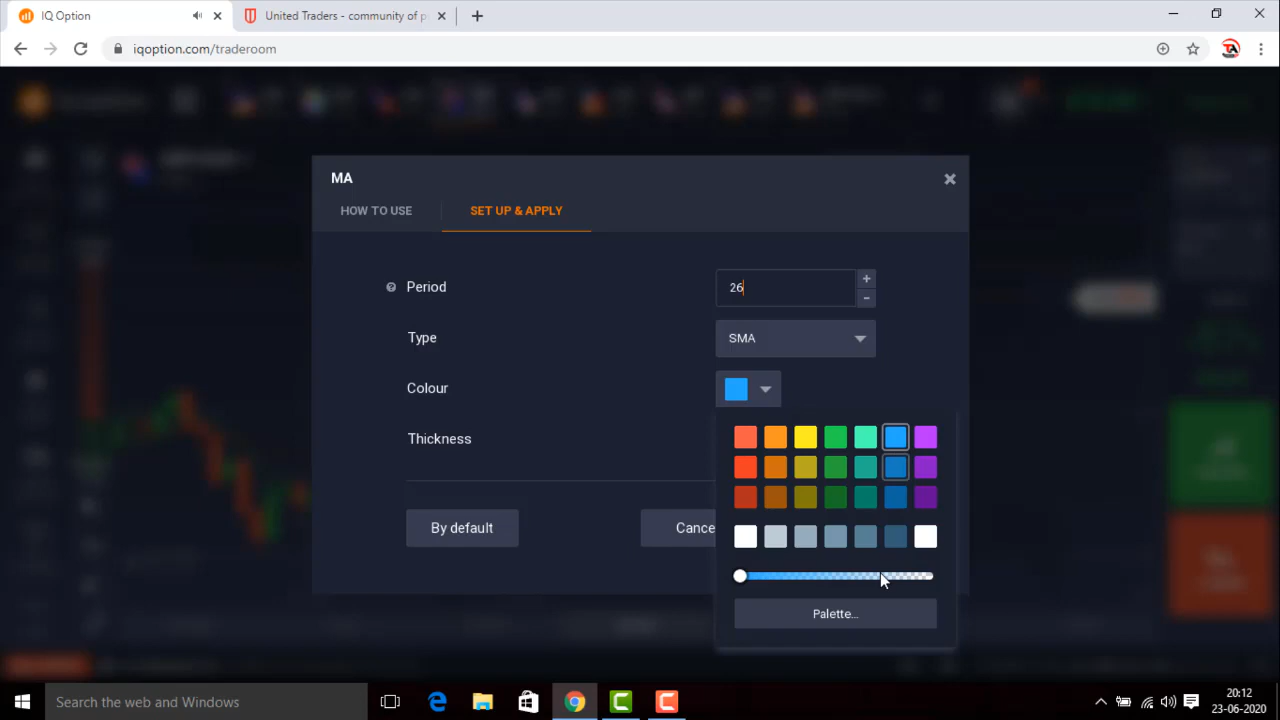 IQ Option
United Traders - community of p
iqoption.com/traderoom
MA
HOW TO USE
SET UP & APPLY
Period
26
Type
SMA
Colour
Thickness
By default
Cance
Palette...
Search the web and Windows
20:12
23-06-2020